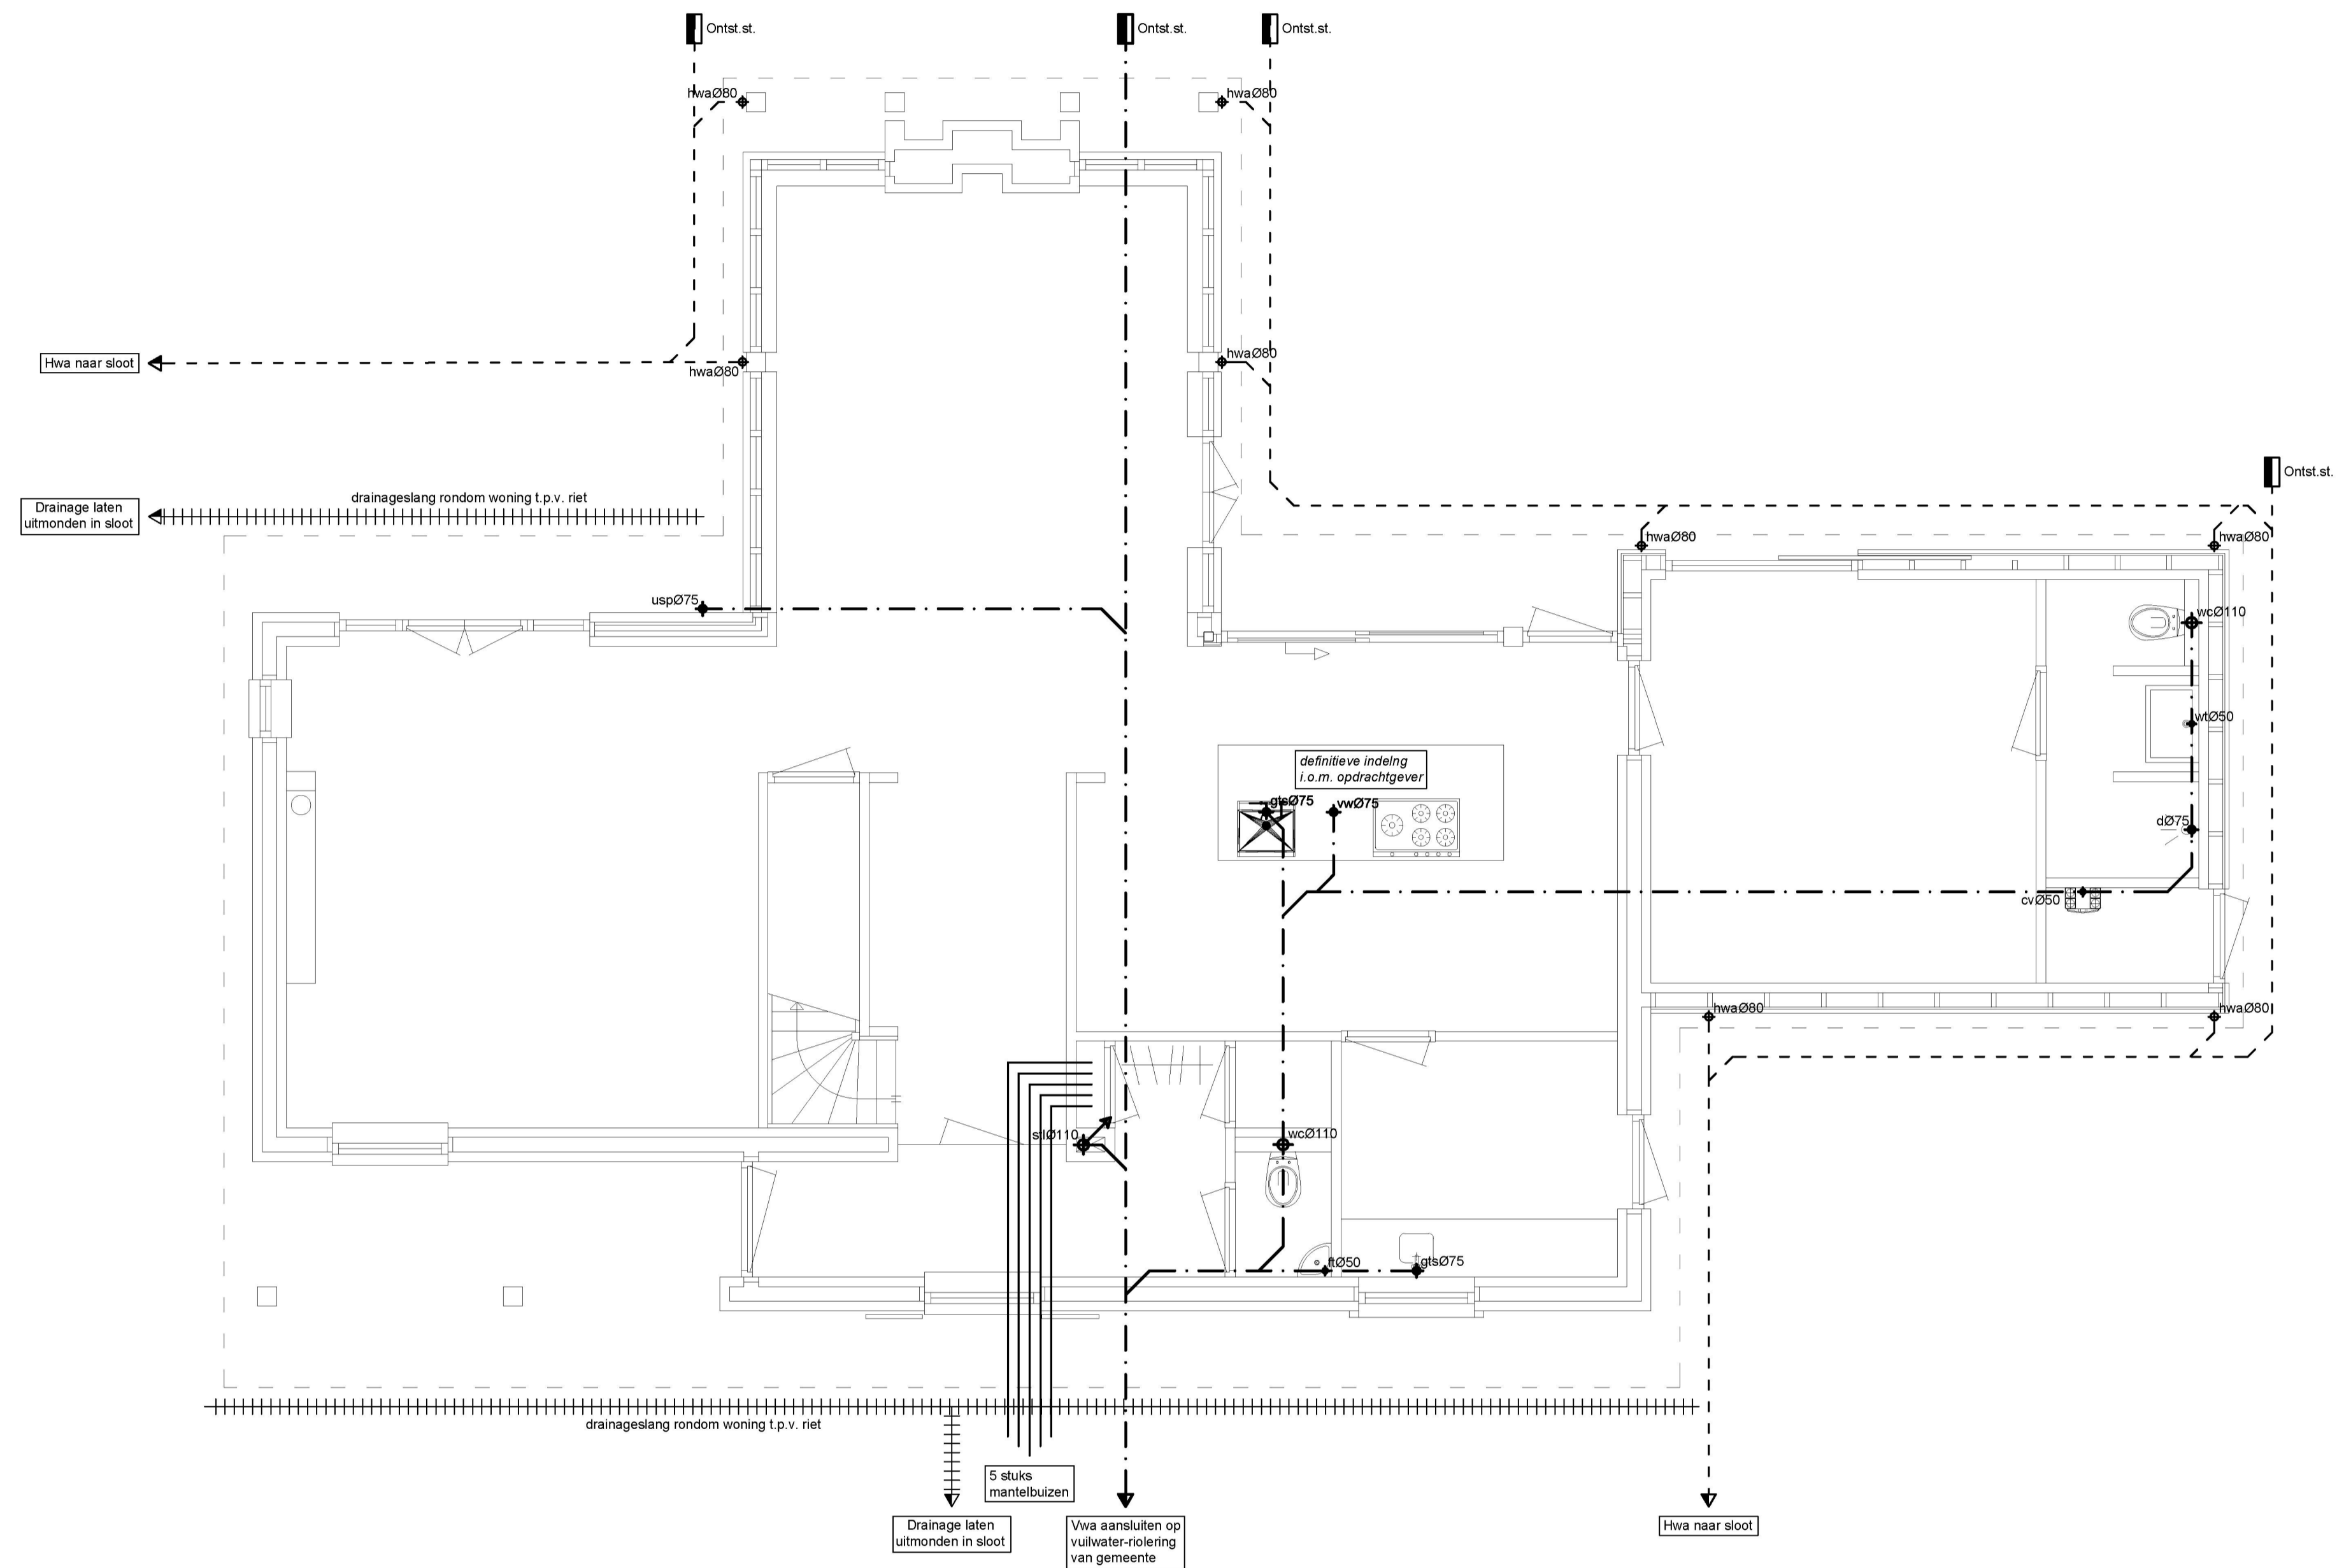 Ontst.st.
Ontst.st.
Ontst.st.
hwaØ80
hwaØ80
Hwa naar sloot
hwaØ80
hwaØ80
Ontst.st.
drainageslang rondom woning t.p.v. riet
Drainage laten
uitmonden in sloot
hwaØ80
hwaØ80
uspØ75
wcØ110
wtØ50
definitieve indelng
i.o.m. opdrachtgever
gtsØ75
vwØ75
dØ75
cvØ50
hwaØ80
hwaØ80
stlØ110
wcØ110
ftØ50
gtsØ75
drainageslang rondom woning t.p.v. riet
5 stuks
mantelbuizen
Drainage laten
uitmonden in sloot
Vwa aansluiten op
vuilwater-riolering
van gemeente
Hwa naar sloot